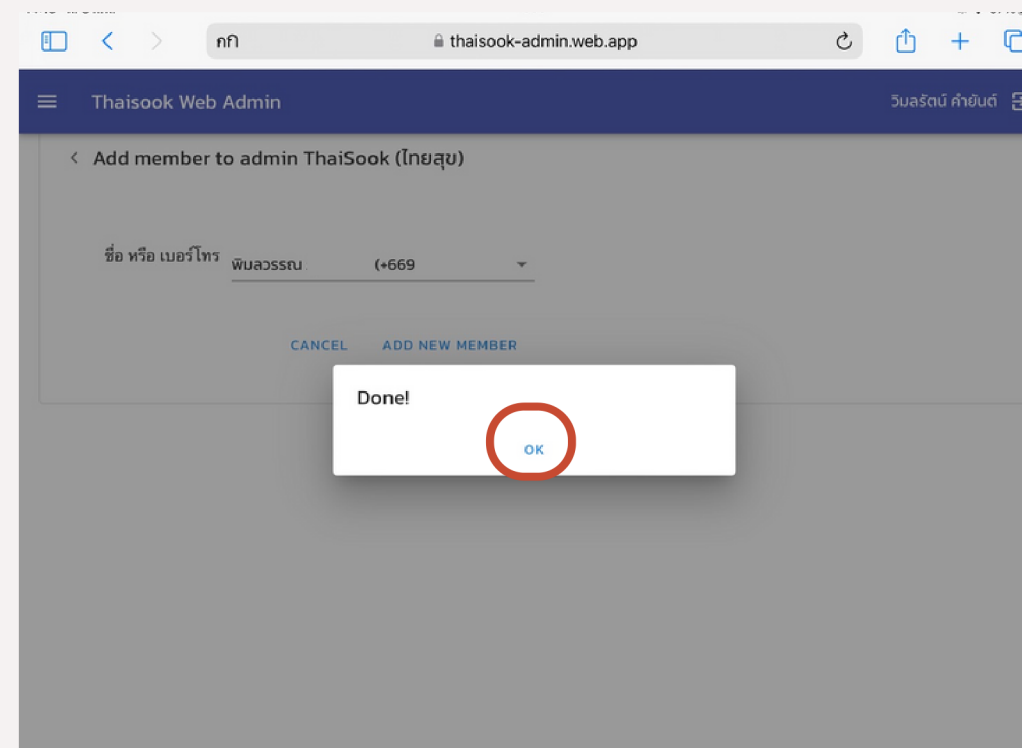 กกิ thaisook-admin.web.app
Thaisook Web Admin วิมลรัตน์ คำยันต์
Add member to admin ThaiSook (ไทยสุข)
ชื่อ หรือ เบอร์โทร พิมลวรรณ (+669
CANCEL ADD NEW MEMBER
Done!
OK